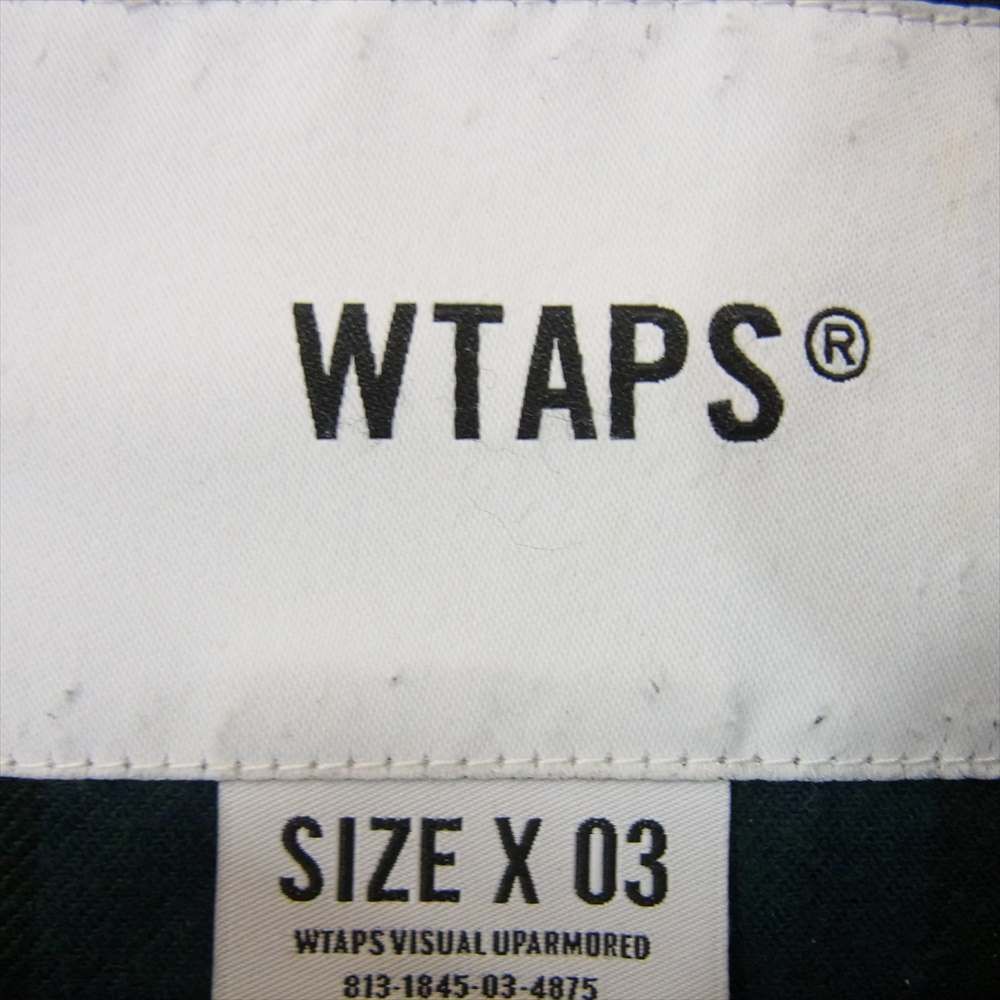 WTAPS®
SIZE X 03
WTAPS VISUAL UPARMORED
813-1845-03-4875